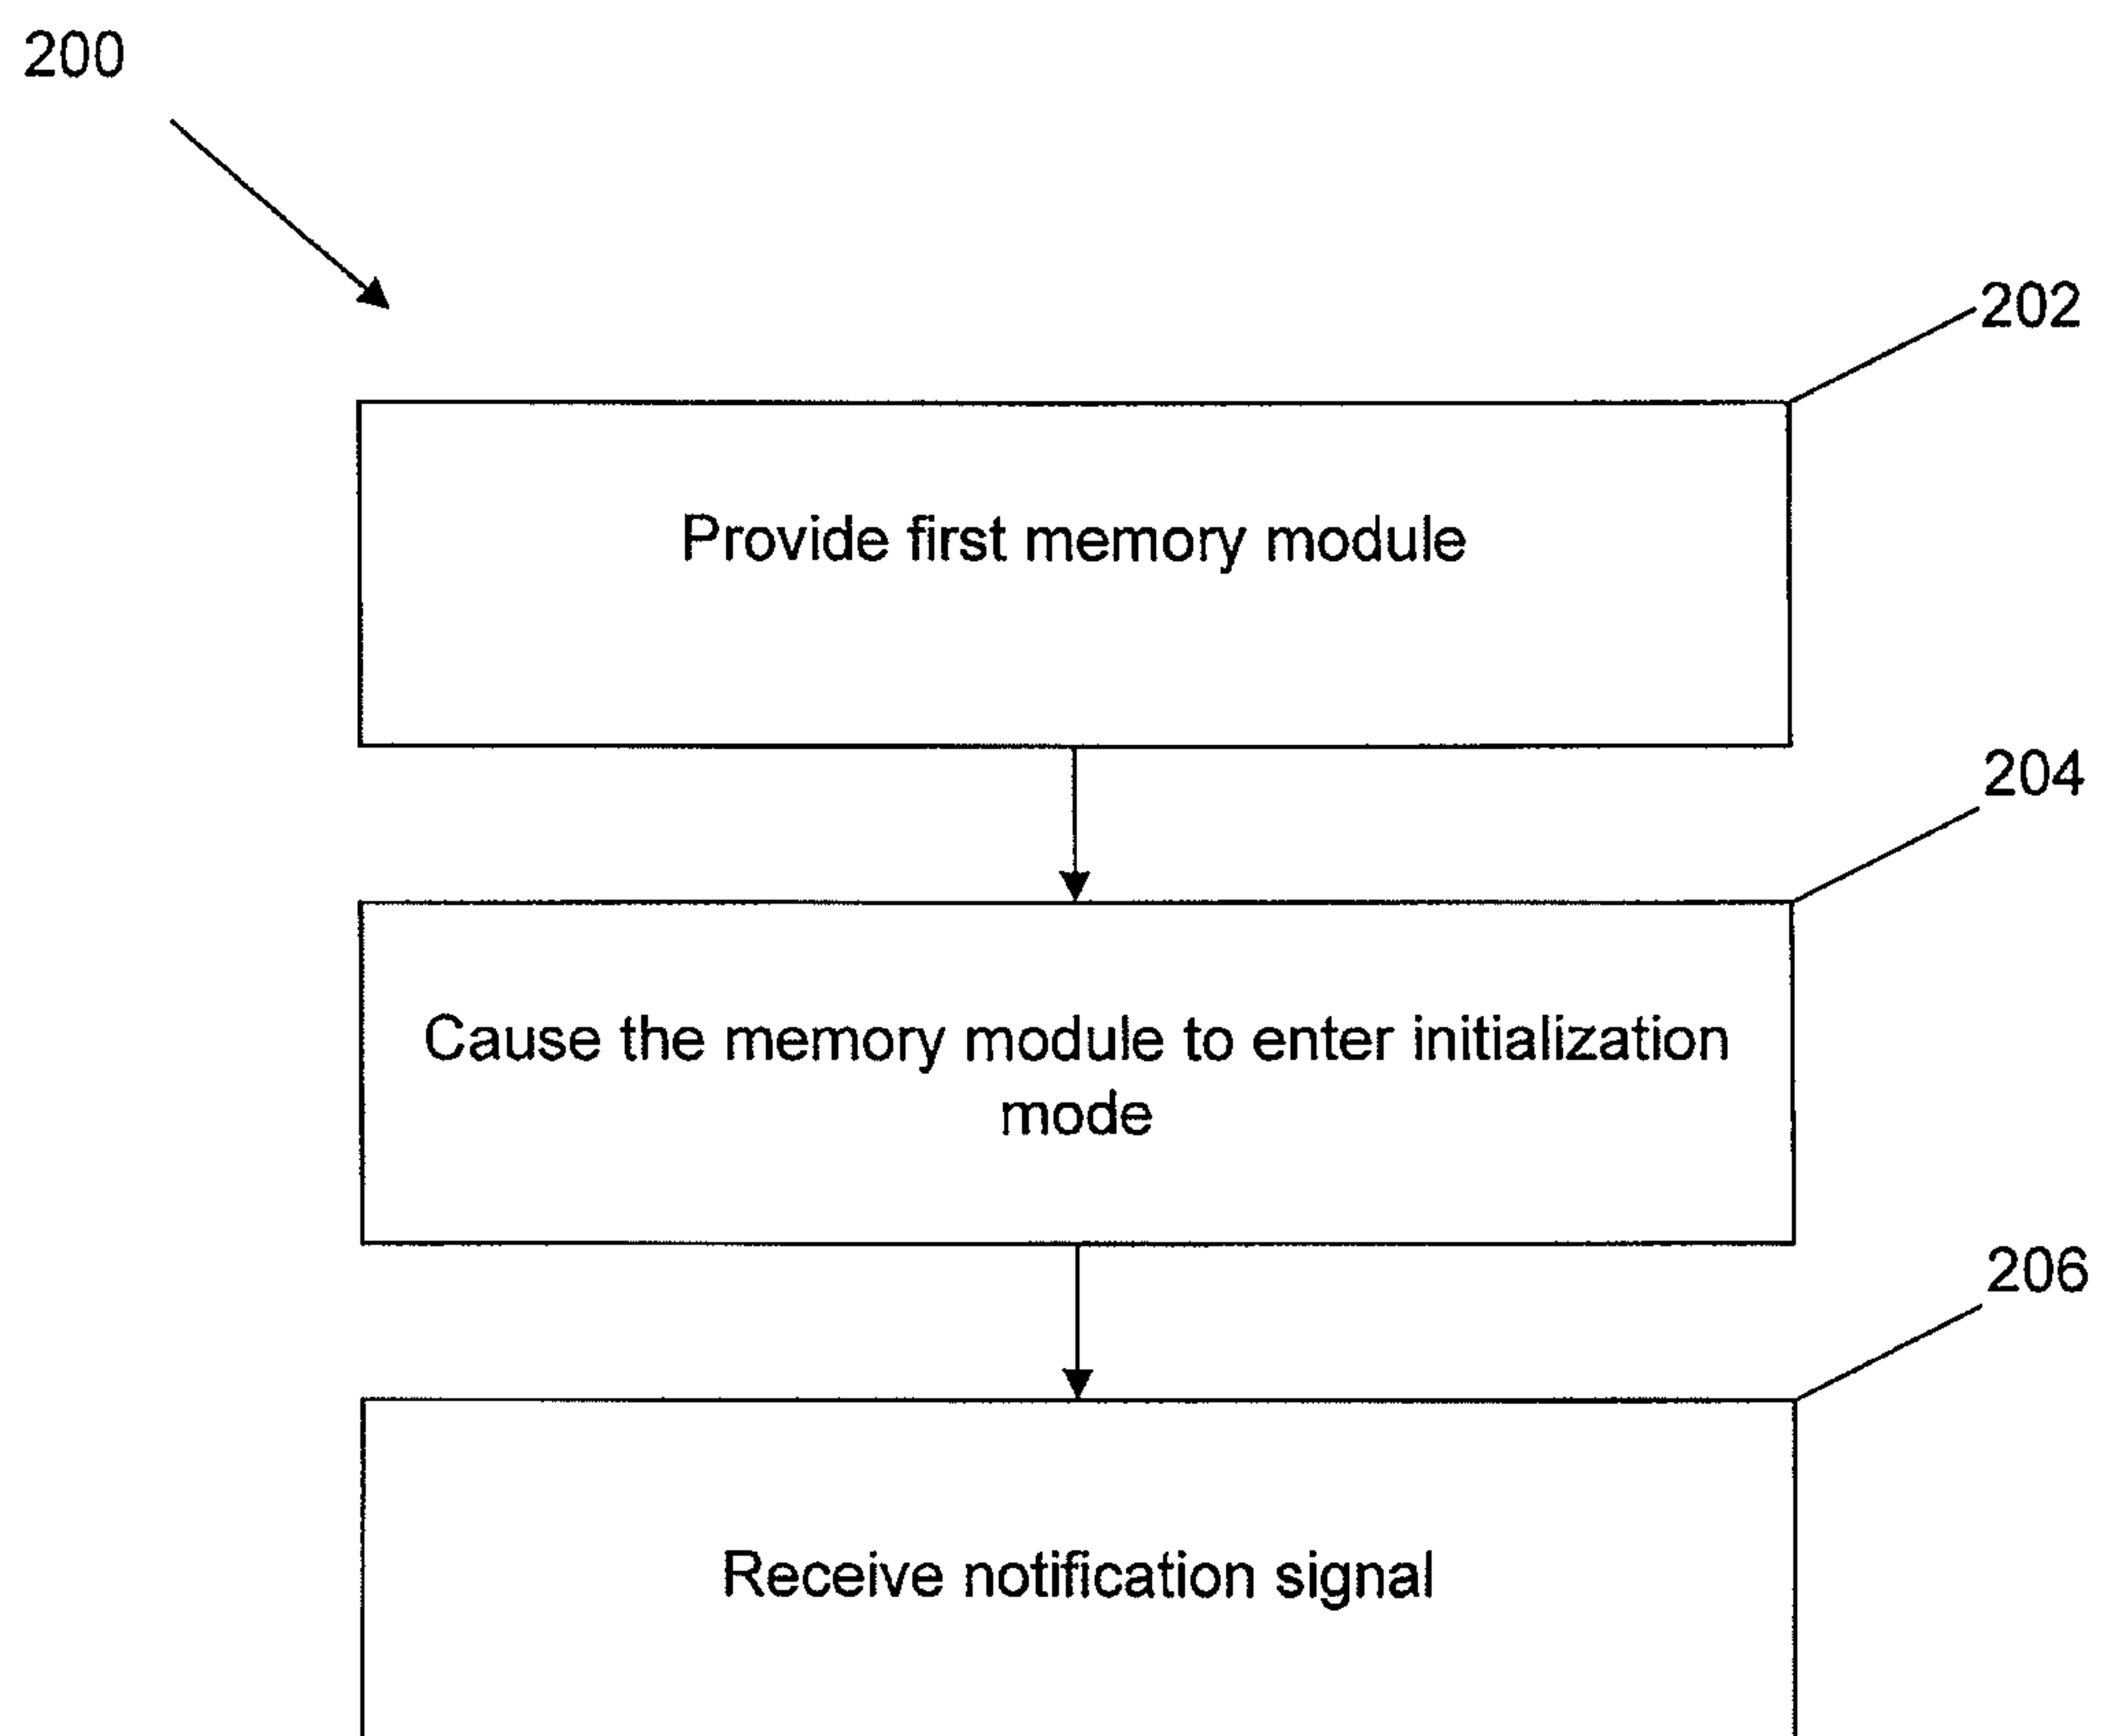 200
202
Provide first memory module
204
Cause the memory module to enter initialization
mode
206
Receive notification signal